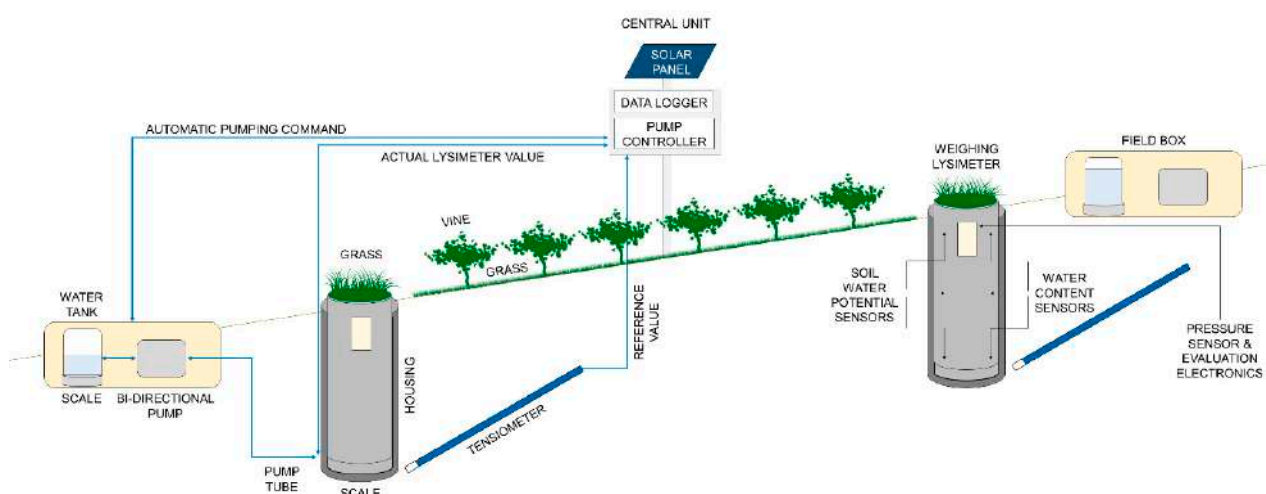 CENTRAL UNIT
SOLAR
PANEL
DATA LOGGER
PUMP
CONTROLLER
AUTOMATIC PUMPING COMMAND
ACTUAL LYSIMETER VALUE
WEIGHING
LYSIMETER
FIELD BOX
VINE
GRASS
GRASS
WATER
TANK
SCALE
BI-DIRECTIONAL
PUMP
HOUSING
REFERENCE
VALUE
TENSIOMETER
PUMP
TUBE
SCALE
SOIL
WATER
POTENTIAL
SENSORS
WATER
CONTENT
SENSORS
PRESSURE
SENSOR &
EVALUATION
ELECTRONICS